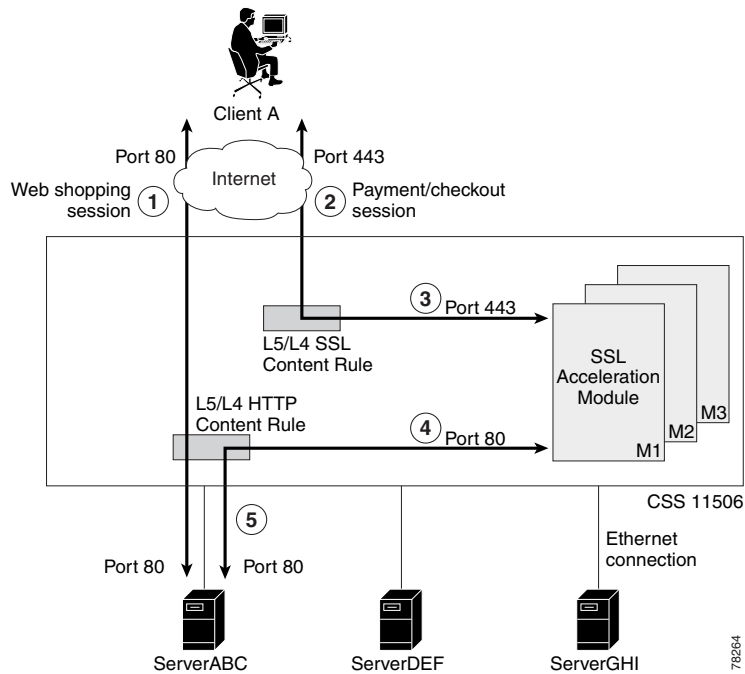 Client A
Port 80
Port 443
Internet
Web shopping
session
1
2
Payment/checkout
session
3
Port 443
L5/L4 SSL
Content Rule
SSL
Acceleration
Module
M1
M2
M3
L5/L4 HTTP
Content Rule
4
Port 80
CSS 11506
5
Ethernet
connection
Port 80
Port 80
ServerABC
ServerDEF
ServerGHI
78264